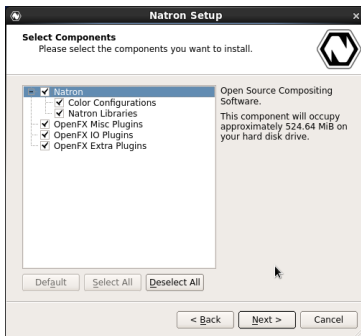 Natron Setup
Select Components
Please select the components you want to install.
Natron
Color Configurations
Natron Libraries
OpenFX Misc Plugins
OpenFX IO Plugins
OpenFX Extra Plugins
Open Source Compositing
Software.
This component will occupy
approximately 524.64 MiB on
your hard disk drive.
Default
Select All
Deselect All
< Back
Next >
Cancel